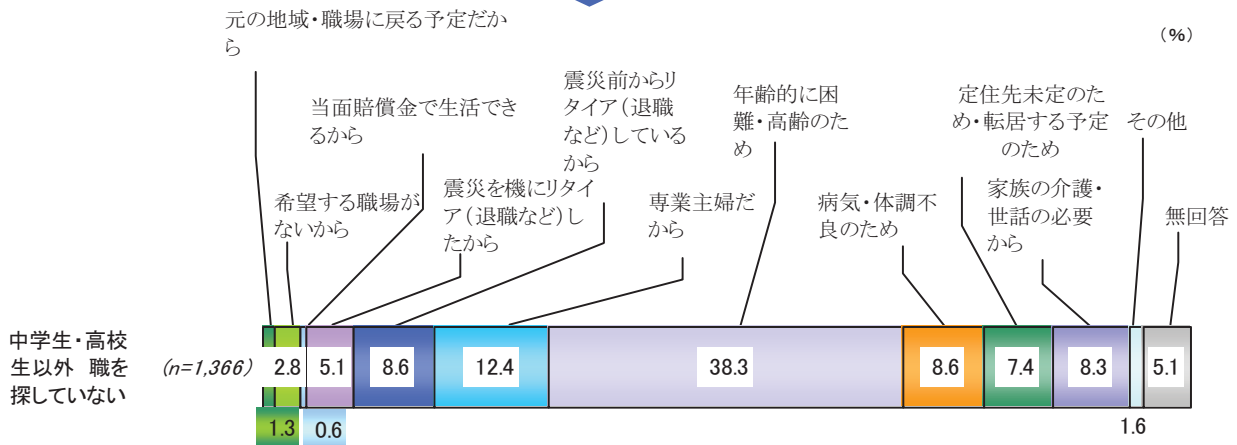 元の地域・職場に戻る予定だか
ら
（%）
当面賠償金で生活でき
るから
震災前からリ
タイア（退職
など）している
から
年齢的に困
難・高齢のた
め
定住先未定のた
め・転居する予定
のため
その他
希望する職場が
ないから
震災を機にリタイ
ア（退職など）し
たから
専業主婦だ
から
病気・体調不
良のため
家族の介護・
世話の必要
から
無回答
中学生・高校
生以外 職を
探していない
(n=1,366)
2.8 5.1 8.6 12.4 38.3 8.6 7.4 8.3 5.1
1.3 0.6 1.6